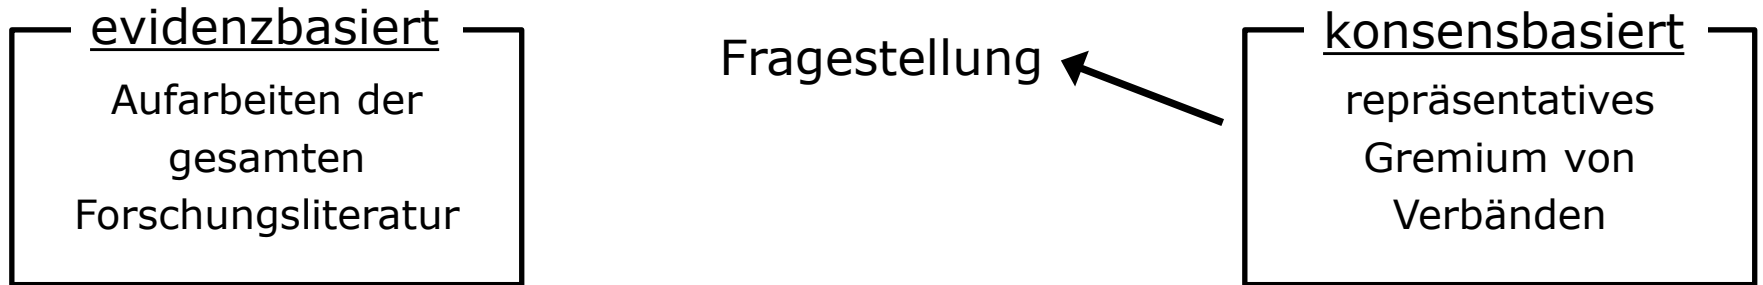 evidenzbasiert
Aufarbeiten der
gesamten
Forschungsliteratur
Fragestellung
konsensbasiert
repräsentatives
Gremium von
Verbänden